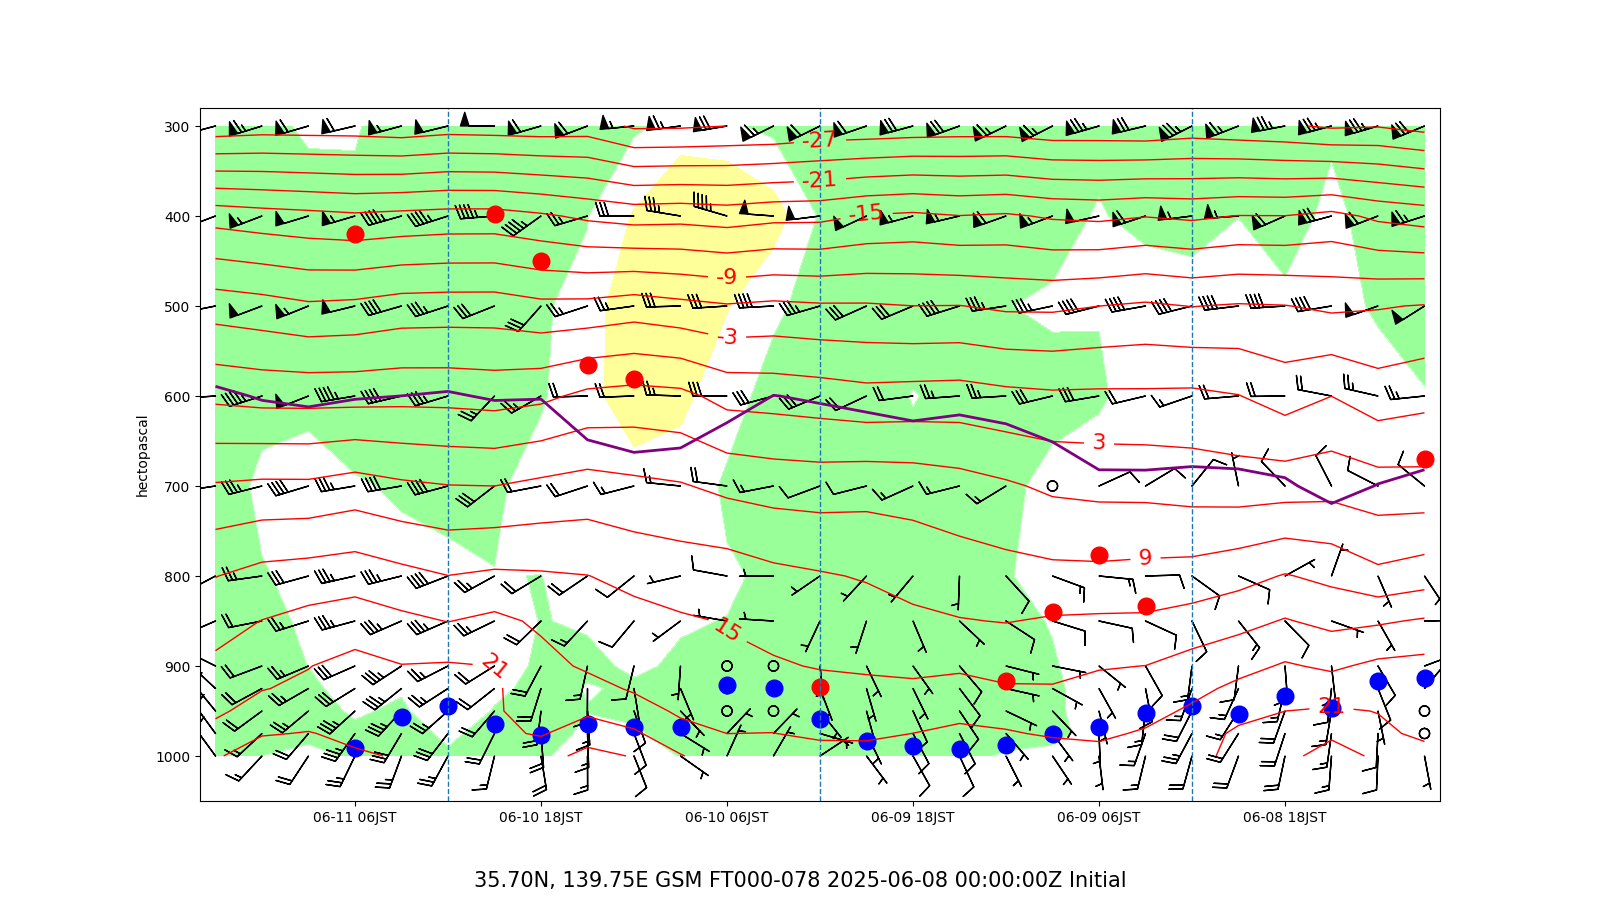 300
400
500
600
700
800
900
1000
hectopascal
-27
-21
-15
-9
-3
3
9
15
21
21
06-11 06JST
06-10 18JST
06-10 06JST
06-09 18JST
06-09 06JST
06-08 18JST
35.70N, 139.75E GSM FT000-078 2025-06-08 00:00:00Z Initial